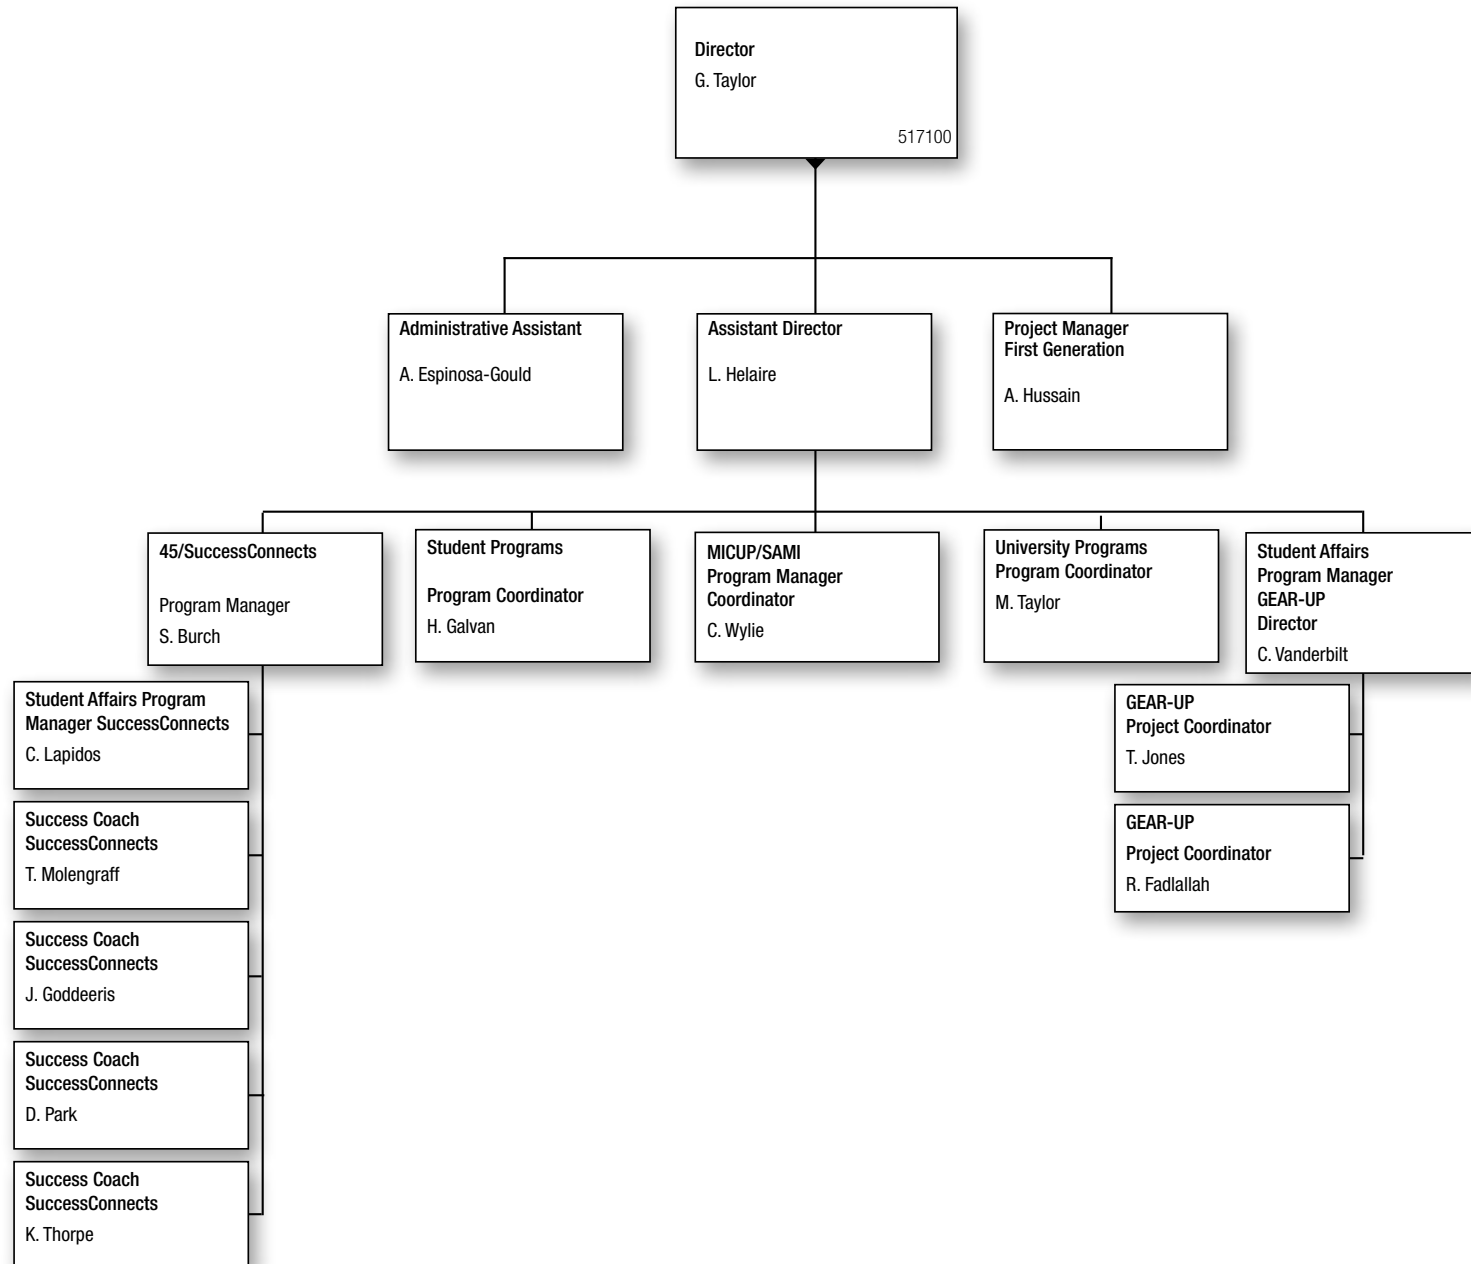 Director
G. Taylor
517100
Administrative Assistant
A. Espinosa-Gould
Assistant Director
L. Helaire
Project Manager
First Generation
A. Hussain
45/SuccessConnects
Program Manager
S. Burch
Student Programs
Program Coordinator
H. Galvan
MICUP/SAMI
Program Manager
Coordinator
C. Wylie
University Programs
Program Coordinator
M. Taylor
Student Affairs
Program Manager
GEAR-UP
Director
C. Vanderbilt
Student Affairs Program
Manager SuccessConnects
C. Lapidos
Success Coach
SuccessConnects
T. Molengraff
Success Coach
SuccessConnects
J. Goddeeris
Success Coach
SuccessConnects
D. Park
Success Coach
SuccessConnects
K. Thorpe
GEAR-UP
Project Coordinator
T. Jones
GEAR-UP
Project Coordinator
R. Fadlallah